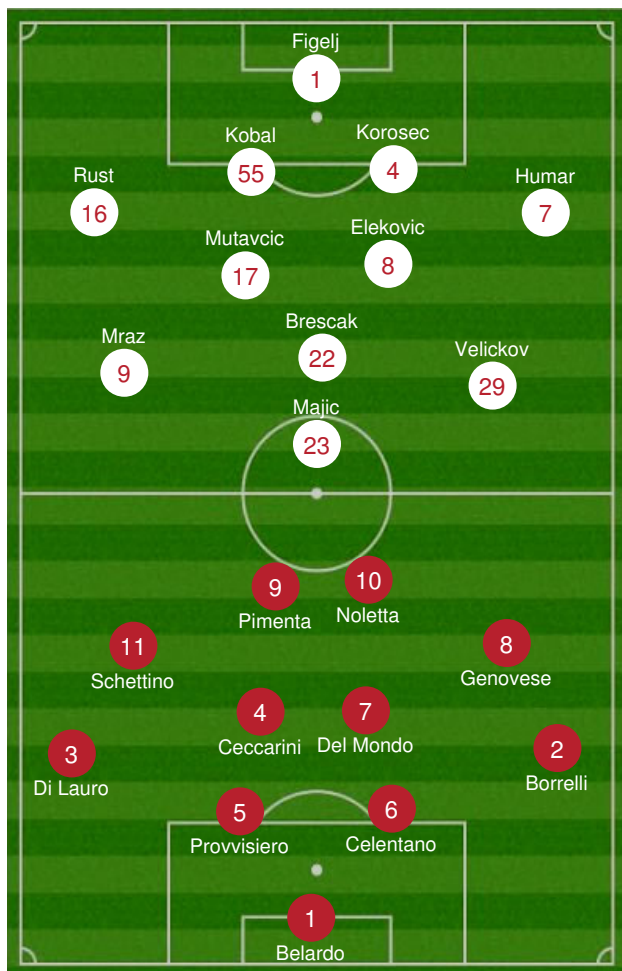 Figelj
1
Kobal
55
Korosec
4
Rust
16
Humar
7
Mutavcic
17
Elekovic
8
Mraz
9
Brescak
22
Velickov
29
Majic
23
9
Pimenta
10
Noletta
11
Schettino
8
Genovese
4
Ceccarini
7
Del Mondo
3
Di Lauro
2
Borrelli
5
Provvisiero
6
Celentano
1
Belardo